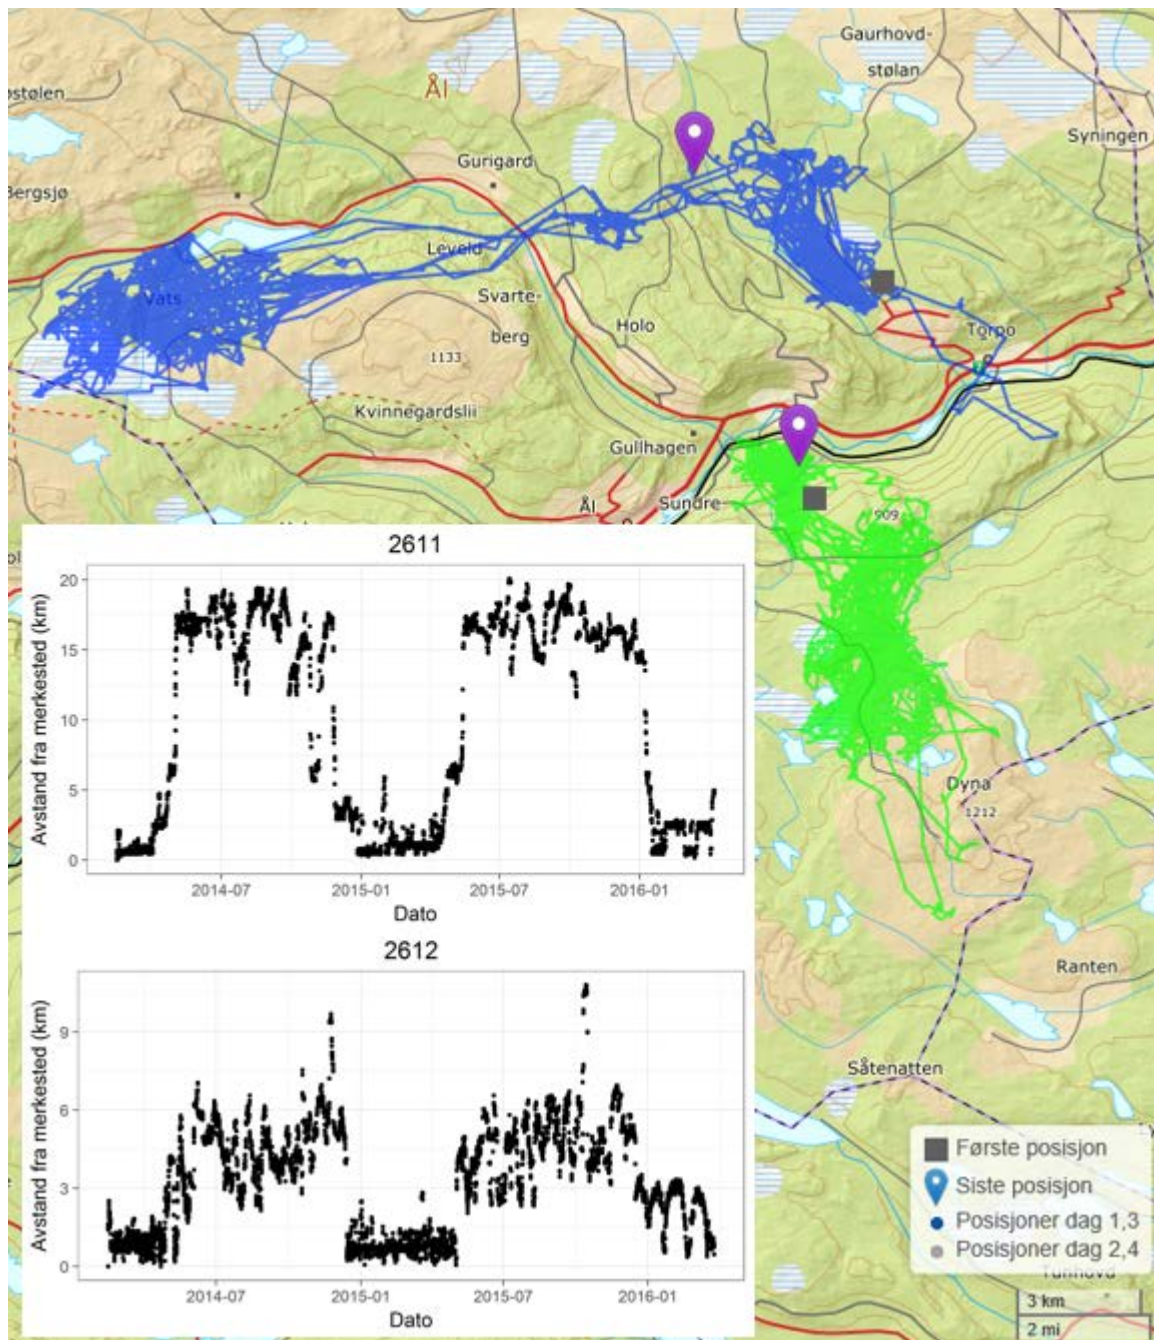 Gaurhovd-
stølan
Ål
østølen
Syningen
Gurigard
Bergsjø
Leveld
Vats
Svarte-
berg
Holo
Torpo
1133
Kvinnegardslii
Gullhagen
Ål
Sundre
909
2611
20
15
10
5
0
Avstand fra merkested (km)
2014-07
2015-01
2015-07
2016-01
Dato
Dyna
1212
2612
9
6
3
0
Avstand fra merkested (km)
2014-07
2015-01
2015-07
2016-01
Dato
Ranten
Såtenatten
Første posisjon
Siste posisjon
Posisjoner dag 1,3
Posisjoner dag 2,4
Tunhovd
3 km
2 mi